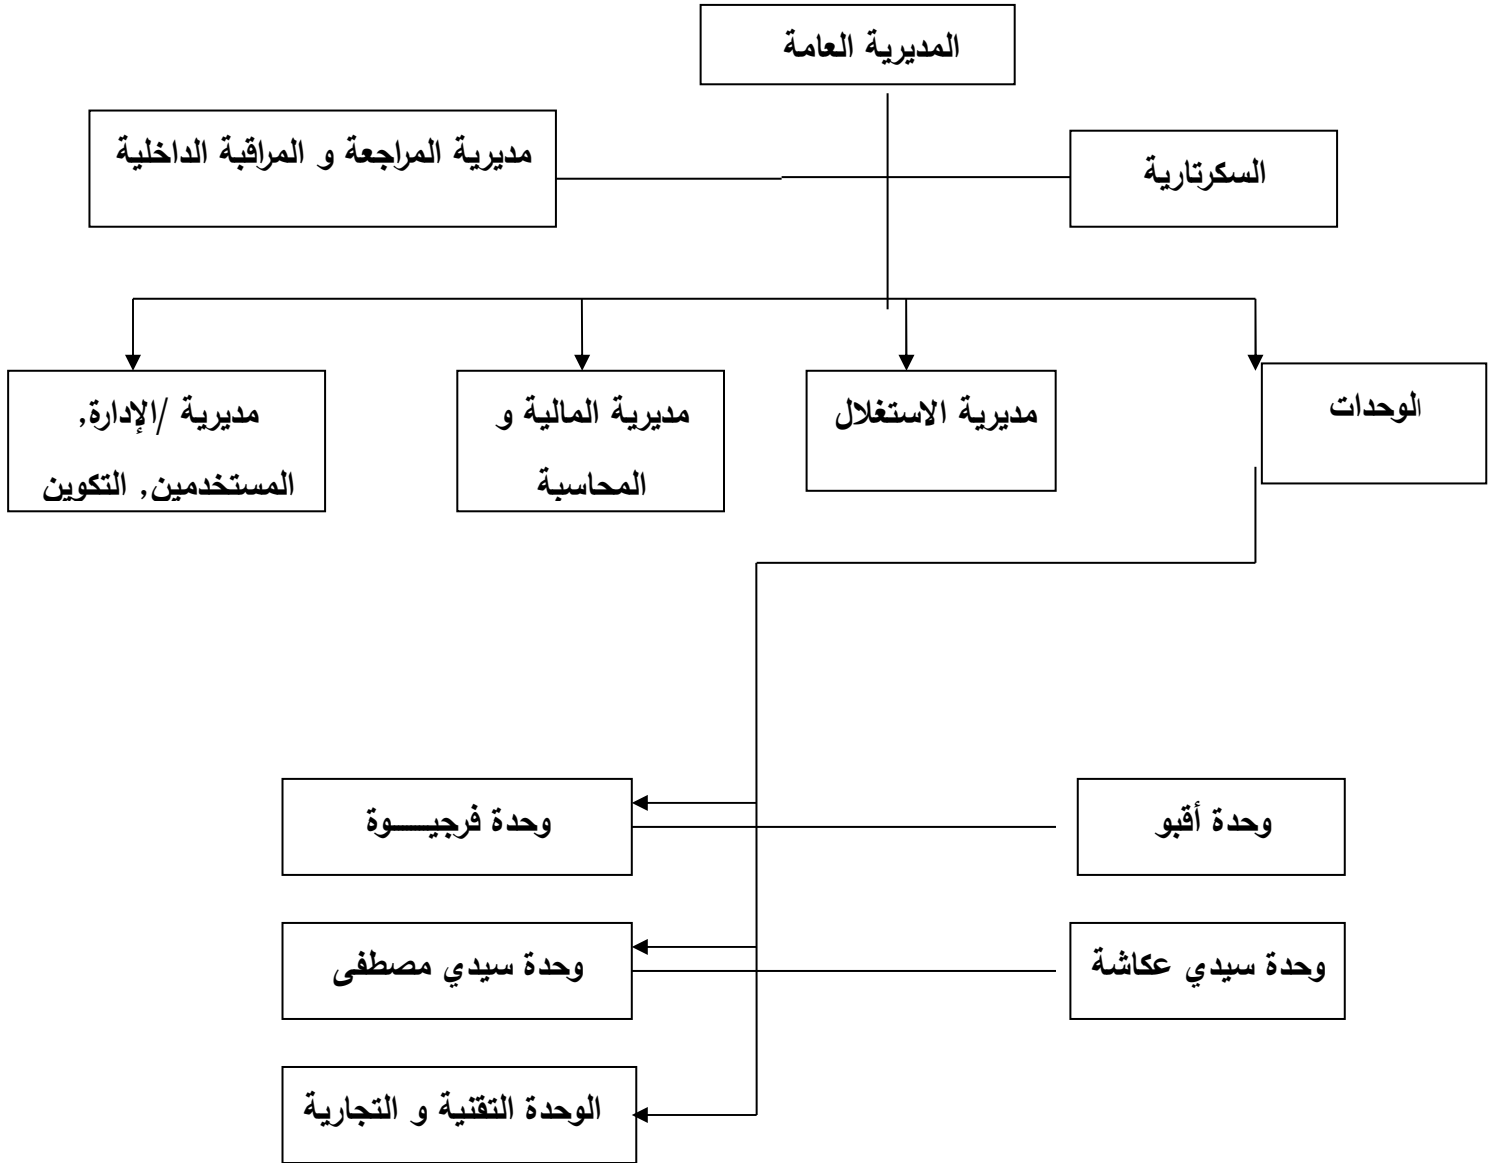 المديرية العامة
السكرتارية
مديرية المراجعة و المراقبة الداخلية
الوحدات
مديرية الاستغلال
مديرية المالية و
المحاسبة
مديرية /الإدارة,
المستخدمين, التكوين
وحدة أقبو
وحدة فرجيـــــوة
وحدة سيدي عكاشة
وحدة سيدي مصطفى
الوحدة التقنية و التجارية